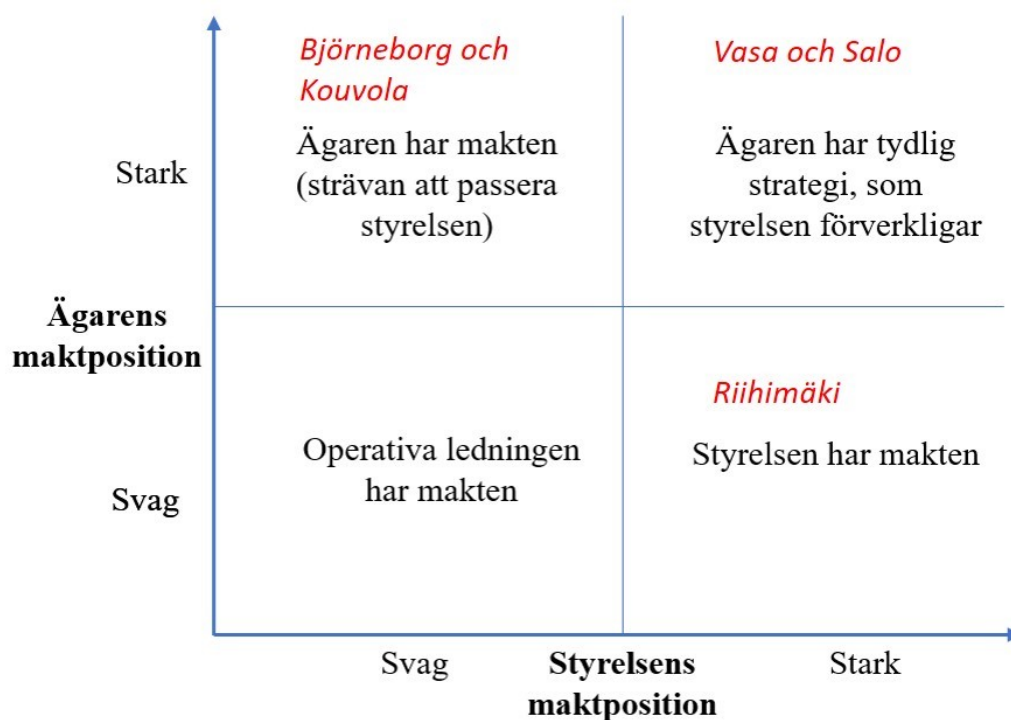 Björneborg och
Kouvola
Vasa och Salo
Stark
Ägaren har makten
(strävan att passera
styrelsen)
Ägaren har tydlig
strategi, som
styrelsen förverkligar
Ägarens
maktposition
Riihimäki
Svag
Operativa ledningen
har makten
Styrelsen har makten
Svag
Styrelsens
maktposition
Stark